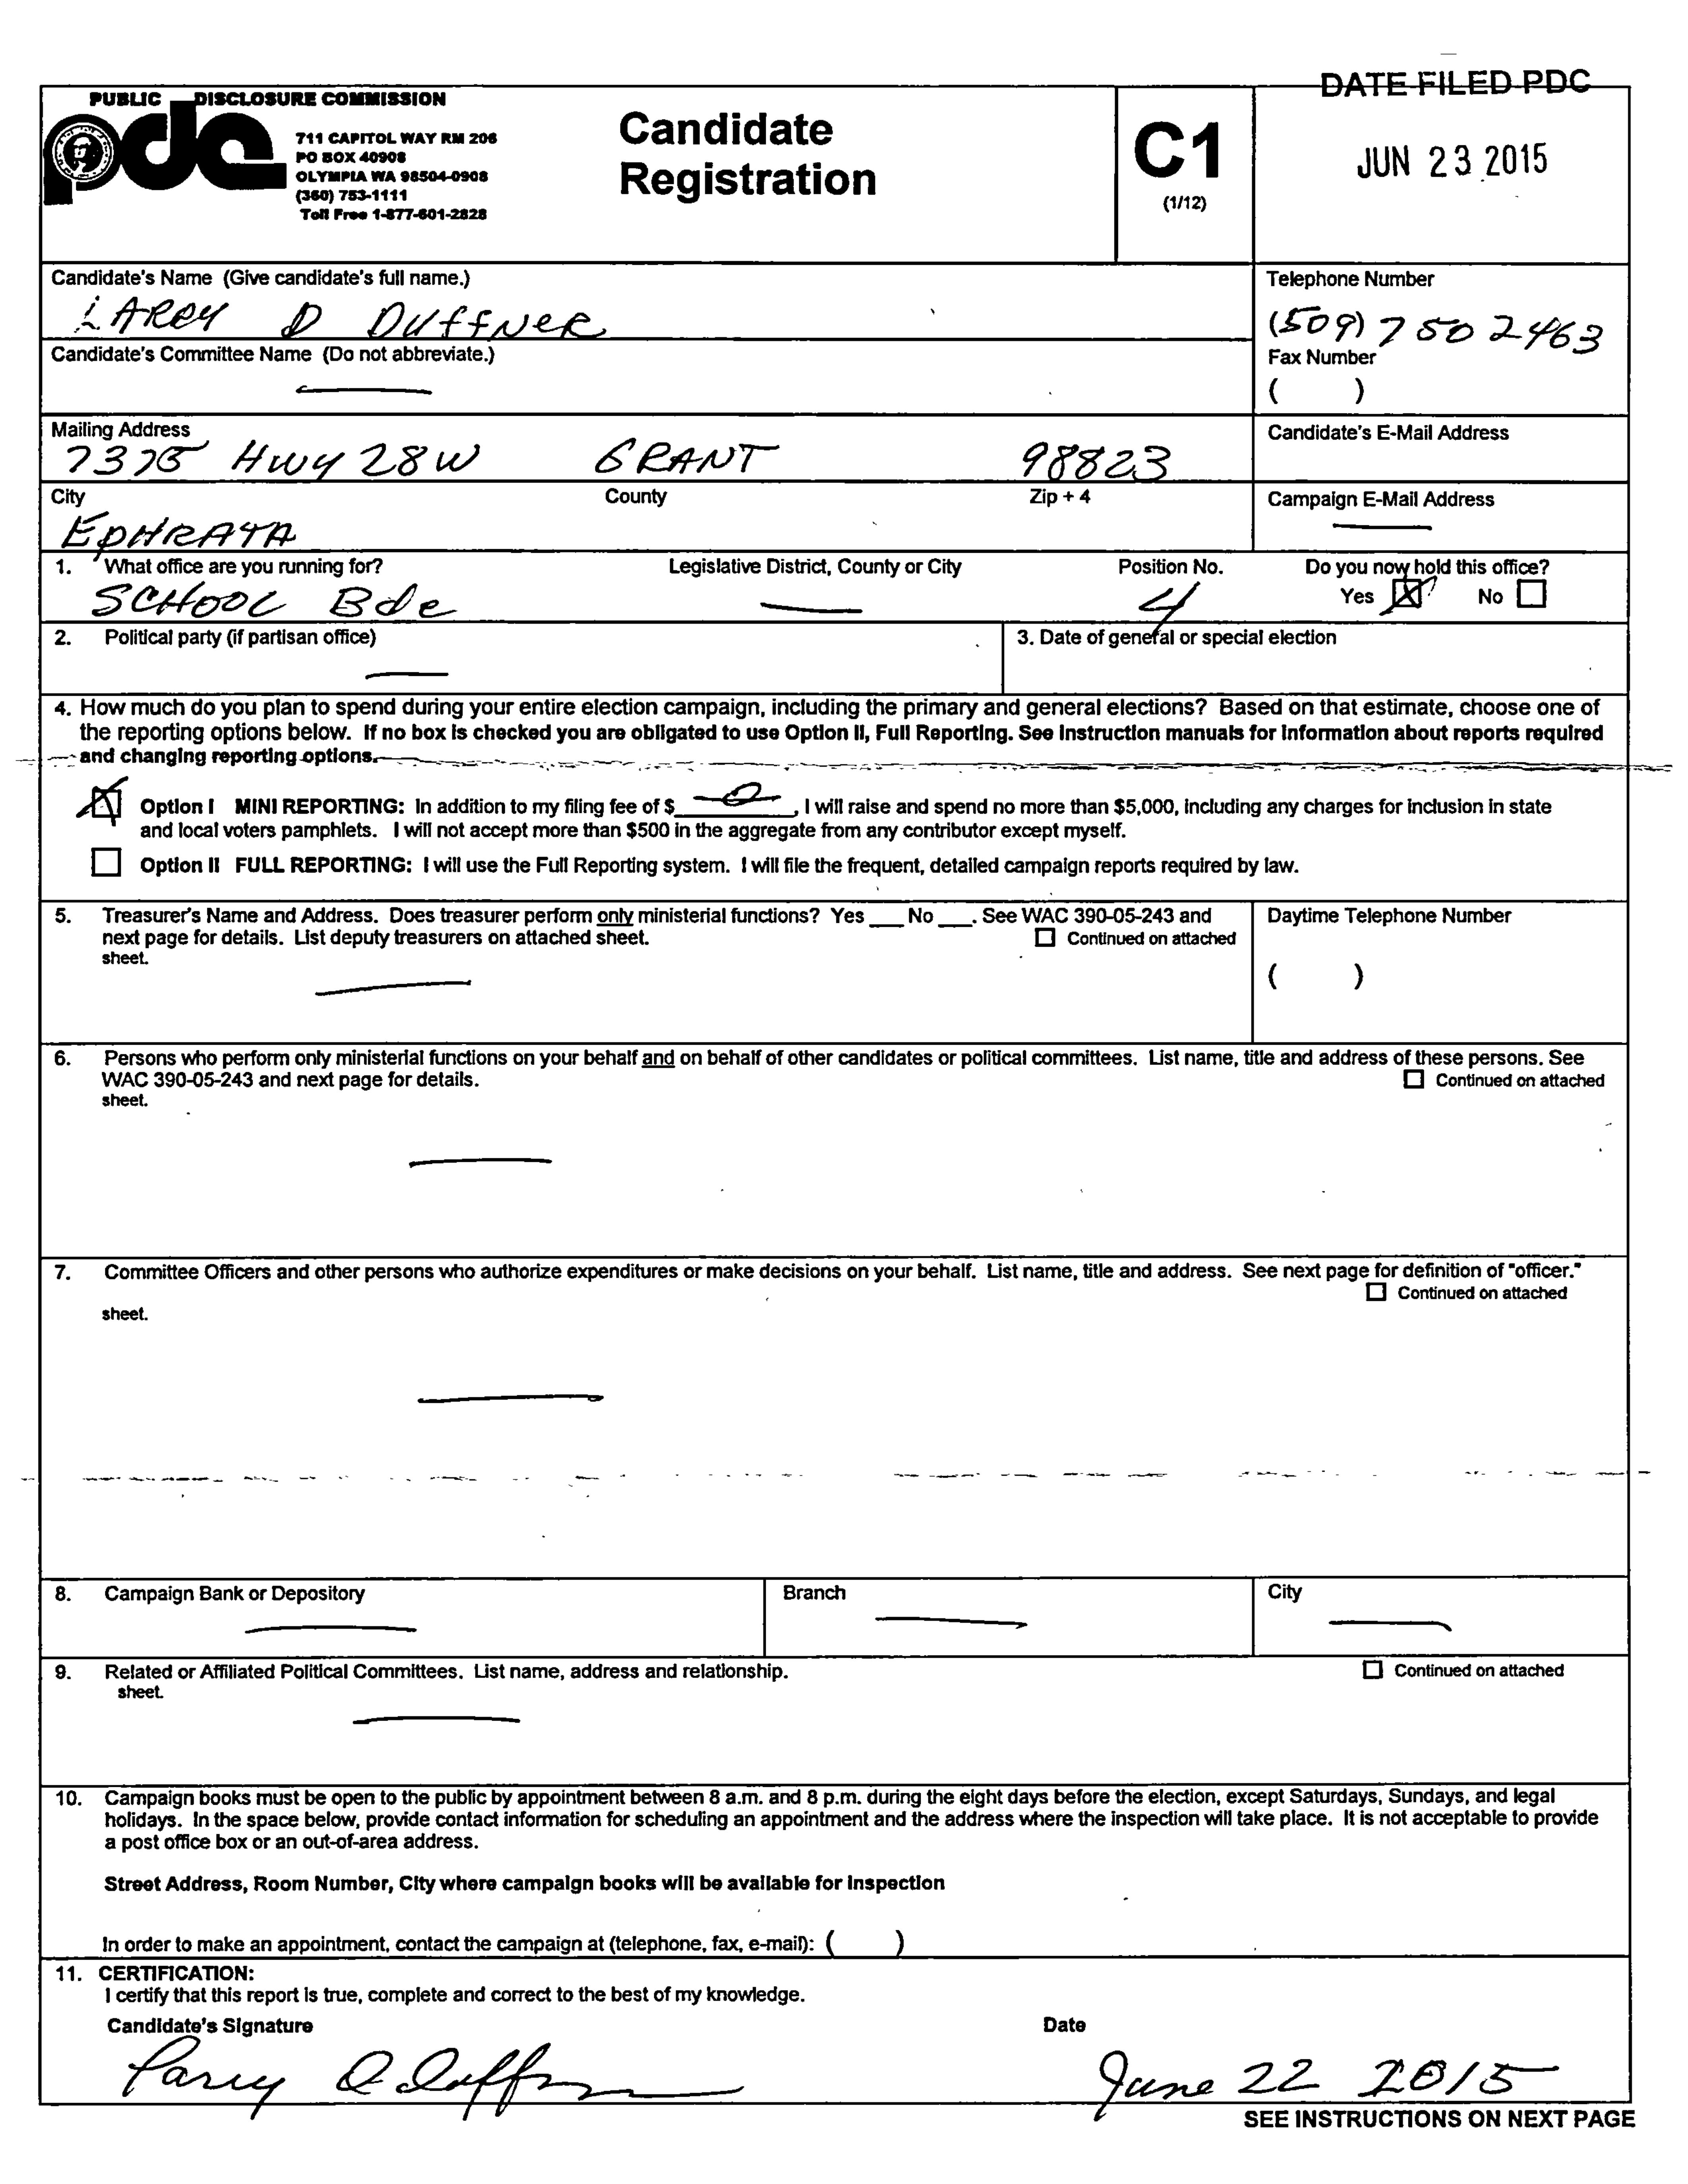 DATE FILED PDC
JUN 23 2015
PUBLIC DISCLOSURE COMMISSION
pdc
711 CAPITOL WAY RM 206
PO BOX 40908
OLYMPIA WA 98504-0908
(360) 753-1111
Toll Free 1-877-601-2828
Candidate
Registration
C1
(1/12)
Candidate's Name (Give candidate's full name.)
LARRY D DUFFNER
Telephone Number
(509) 750 2463
Candidate's Committee Name (Do not abbreviate.)
Fax Number
( )
Mailing Address
7375 HWY 28 W GRANT 98823
Candidate's E-Mail Address
City County Zip + 4
EPHRATA
Campaign E-Mail Address
1. What office are you running for? Legislative District, County or City Position No. Do you now hold this office?
SCHOOL 4 Yes X No
2. Political party (if partisan office)
3. Date of general or special election
4. How much do you plan to spend during your entire election campaign, including the primary and general elections? Based on that estimate, choose one of
the reporting options below. If no box is checked you are obligated to use Option II, Full Reporting. See Instruction manuals for information about reports required
and changing reporting options.
X Option I MINI REPORTING: In addition to my filing fee of $ 0 , I will raise and spend no more than $5,000, including any charges for inclusion in state
and local voters pamphlets. I will not accept more than $500 in the aggregate from any contributor except myself.
Option II FULL REPORTING: I will use the Full Reporting system. I will file the frequent, detailed campaign reports required by law.
5. Treasurer's Name and Address. Does treasurer perform only ministerial functions? Yes ___ No ___. See WAC 390-05-243 and
next page for details. List deputy treasurers on attached sheet. Continued on attached
sheet.
Daytime Telephone Number
( )
6. Persons who perform only ministerial functions on your behalf and on behalf of other candidates or political committees. List name, title and address of these persons. See
WAC 390-05-243 and next page for details. Continued on attached
sheet.
7. Committee Officers and other persons who authorize expenditures or make decisions on your behalf. List name, title and address. See next page for definition of "officer."
Continued on attached
sheet.
8. Campaign Bank or Depository Branch City
9. Related or Affiliated Political Committees. List name, address and relationship. Continued on attached
sheet.
10. Campaign books must be open to the public by appointment between 8 a.m. and 8 p.m. during the eight days before the election, except Saturdays, Sundays, and legal
holidays. In the space below, provide contact information for scheduling an appointment and the address where the inspection will take place. It is not acceptable to provide
a post office box or an out-of-area address.
Street Address, Room Number, City where campaign books will be available for inspection
In order to make an appointment, contact the campaign at (telephone, fax, e-mail): ( )
11. CERTIFICATION:
I certify that this report is true, complete and correct to the best of my knowledge.
Candidate's Signature Date
Larry D Duffner June 22 2015
SEE INSTRUCTIONS ON NEXT PAGE